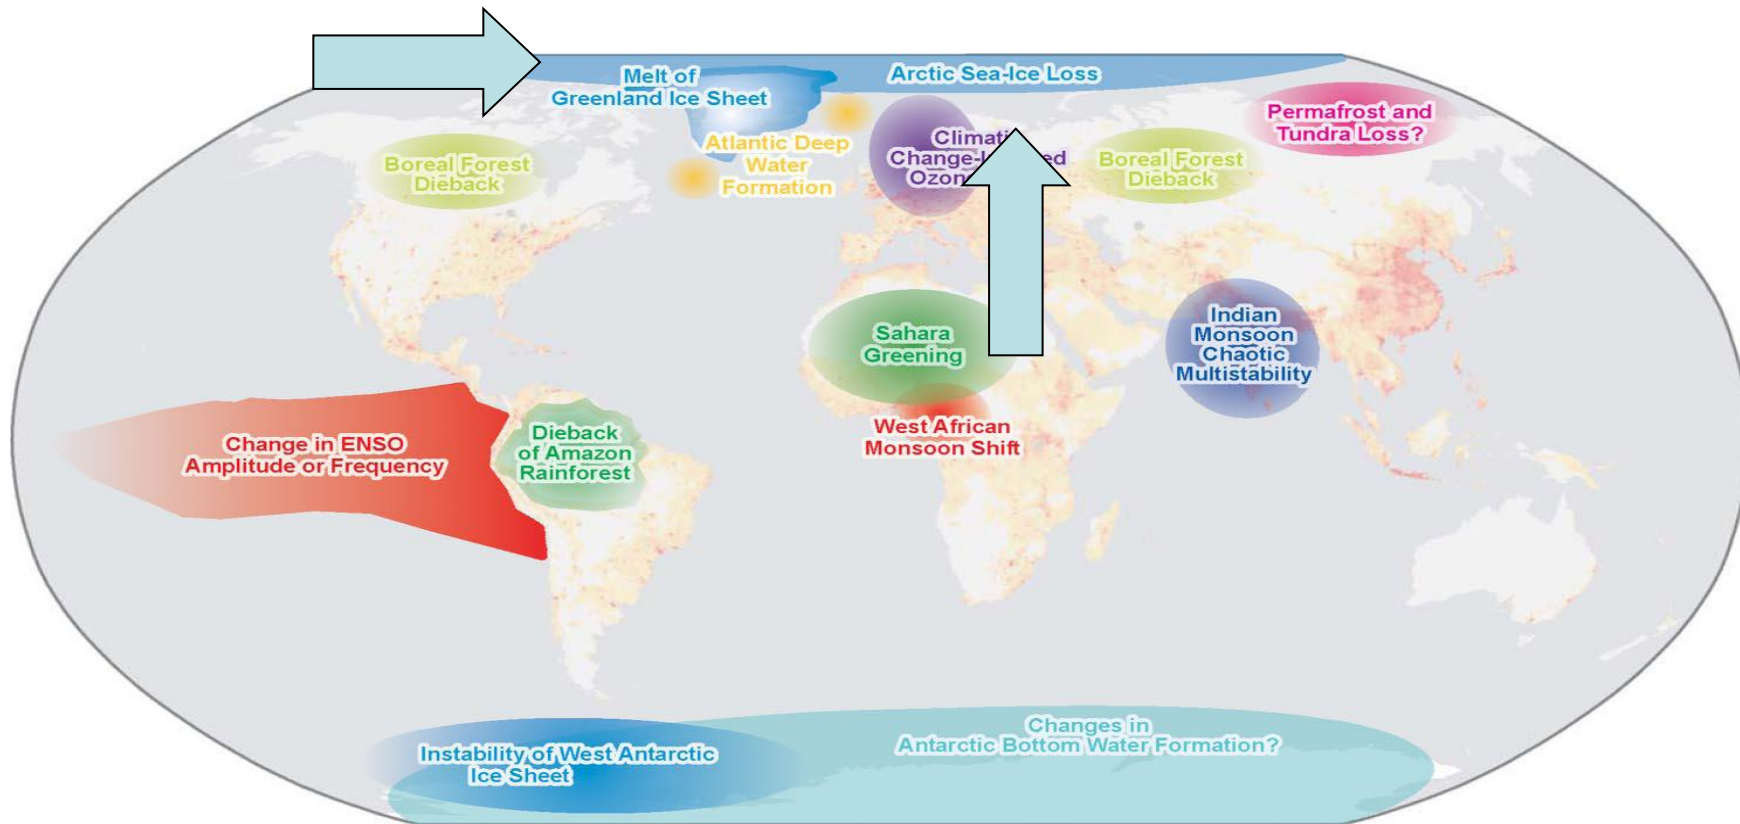 Melt of
Greenland Ice Sheet
Arctic Sea-Ice Loss
Permafrost and
Tundra Loss?
Boreal Forest
Dieback
Atlantic Deep
Water
Formation
Change-
Boreal Forest
Dieback
Sahara
Greening
Indian
Monsoon
Chaotic
Multistability
West African
Monsoon Shift
Change in ENSO
Amplitude or Frequency
Dieback
of Amazon
Rainforest
Instability of West Antarctic
Ice Sheet
Changes in
Antarctic Bottom Water Formation?